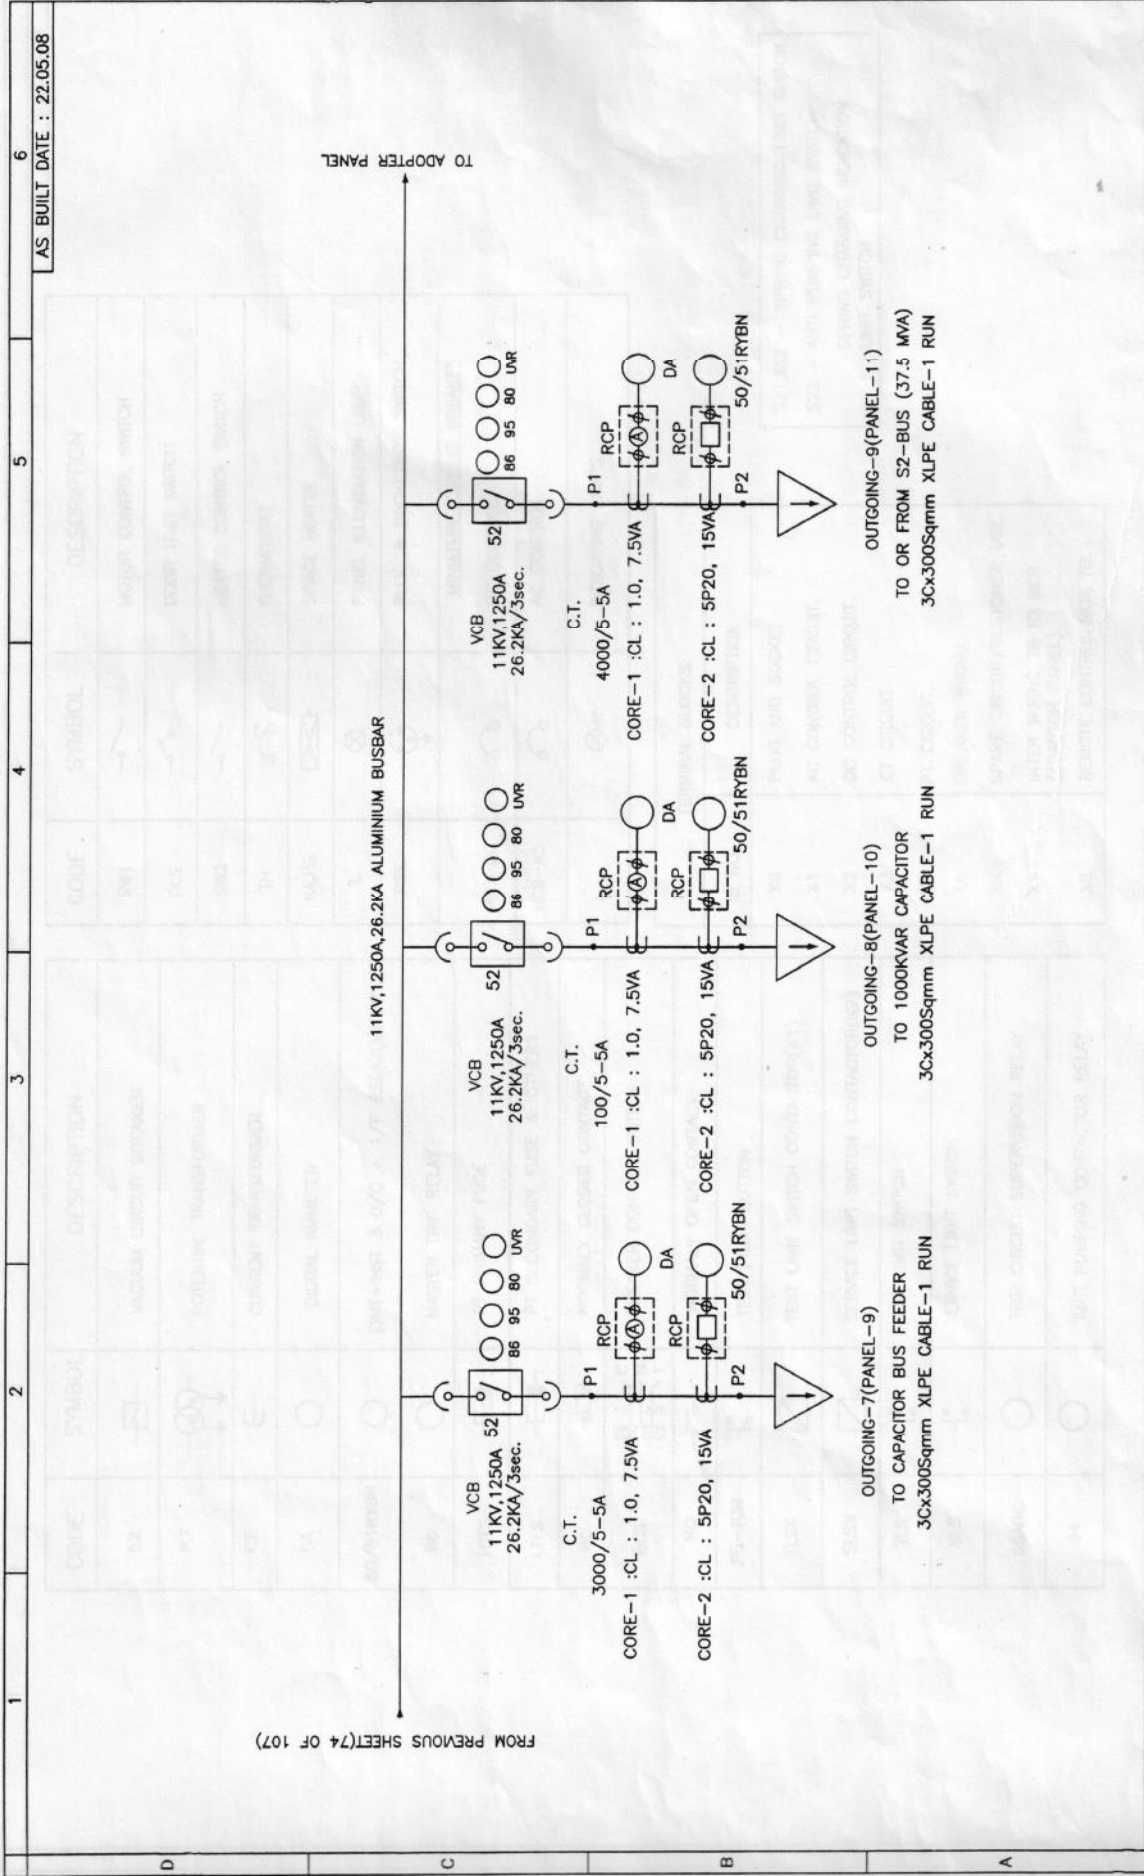 1 2 3 4 5 6
AS BUILT DATE : 22.05.08
D
C
B
A
FROM PREVIOUS SHEET(74 OF 107)
11KV,1250A,26.2KA ALUMINIUM BUSBAR
TO ADOPTER PANEL
VCB
11KV,1250A
26.2KA/3sec.
52
86 95 80 UVR
C.T.
3000/5-5A
P1
RCP
A
DA
CORE-1 :CL : 1.0, 7.5VA
RCP
50/51RYBN
CORE-2 :CL : 5P20, 15VA
P2
OUTGOING-7(PANEL-9)
TO CAPACITOR BUS FEEDER
3Cx300Sqmm XLPE CABLE-1 RUN
VCB
11KV,1250A
26.2KA/3sec.
52
86 95 80 UVR
C.T.
100/5-5A
P1
RCP
A
DA
CORE-1 :CL : 1.0, 7.5VA
RCP
50/51RYBN
CORE-2 :CL : 5P20, 15VA
P2
OUTGOING-8(PANEL-10)
TO 1000KVAR CAPACITOR
3Cx300Sqmm XLPE CABLE-1 RUN
VCB
11KV,1250A
26.2KA/3sec.
52
86 95 80 UVR
C.T.
4000/5-5A
P1
RCP
A
DA
CORE-1 :CL : 1.0, 7.5VA
RCP
50/51RYBN
CORE-2 :CL : 5P20, 15VA
P2
OUTGOING-9(PANEL-11)
TO OR FROM S2-BUS (37.5 MVA)
3Cx300Sqmm XLPE CABLE-1 RUN